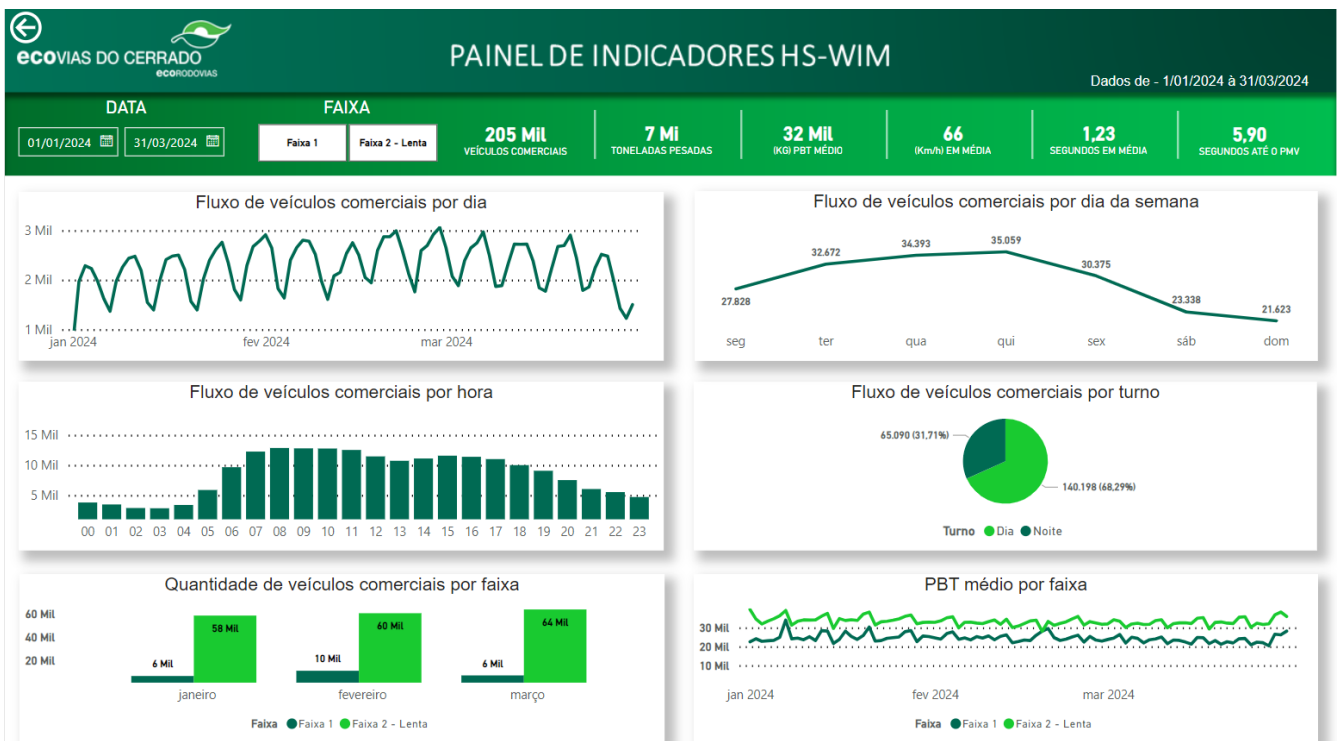 ecoVIAS DO CERRADO
ecoRODOVIAS
PAINEL DE INDICADORES HS-WIM
Dados de - 1/01/2024 à 31/03/2024
DATA
FAIXA
01/01/2024 31/03/2024
Faixa 1 Faixa 2 - Lenta
205 Mil
VEÍCULOS COMERCIAIS
7 Mi
TONELADAS PESADAS
32 Mil
(KG) PBT MÉDIO
66
(Km/h) EM MÉDIA
1,23
SEGUNDOS EM MÉDIA
5,90
SEGUNDOS ATÉ O PMV
Fluxo de veículos comerciais por dia
3 Mil
2 Mil
1 Mil
jan 2024 fev 2024 mar 2024
Fluxo de veículos comerciais por dia da semana
27.828 32.672 34.393 35.059 30.375 23.338 21.623
seg ter qua qui sex sáb dom
Fluxo de veículos comerciais por hora
15 Mil
10 Mil
5 Mil
00 01 02 03 04 05 06 07 08 09 10 11 12 13 14 15 16 17 18 19 20 21 22 23
Fluxo de veículos comerciais por turno
65.090 (31,71%)
140.198 (68,29%)
Turno Dia Noite
Quantidade de veículos comerciais por faixa
60 Mil
40 Mil
20 Mil
6 Mil 58 Mil 10 Mil 60 Mil 6 Mil 64 Mil
janeiro fevereiro março
Faixa Faixa 1 Faixa 2 - Lenta
PBT médio por faixa
30 Mil
20 Mil
10 Mil
jan 2024 fev 2024 mar 2024
Faixa Faixa 1 Faixa 2 - Lenta